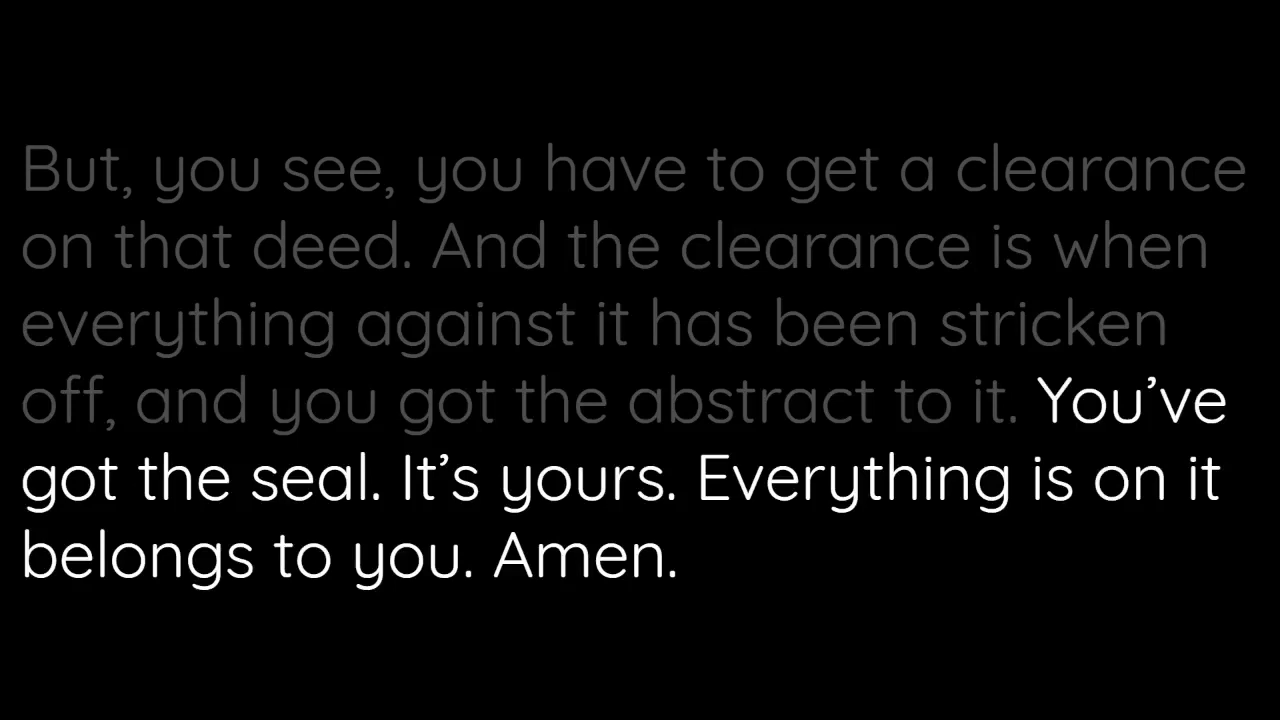 But, you see, you have to get a clearance
on that deed. And the clearance is when
everything against it has been stricken
off, and you got the abstract to it. You’ve
got the seal. It’s yours. Everything is on it
belongs to you. Amen.